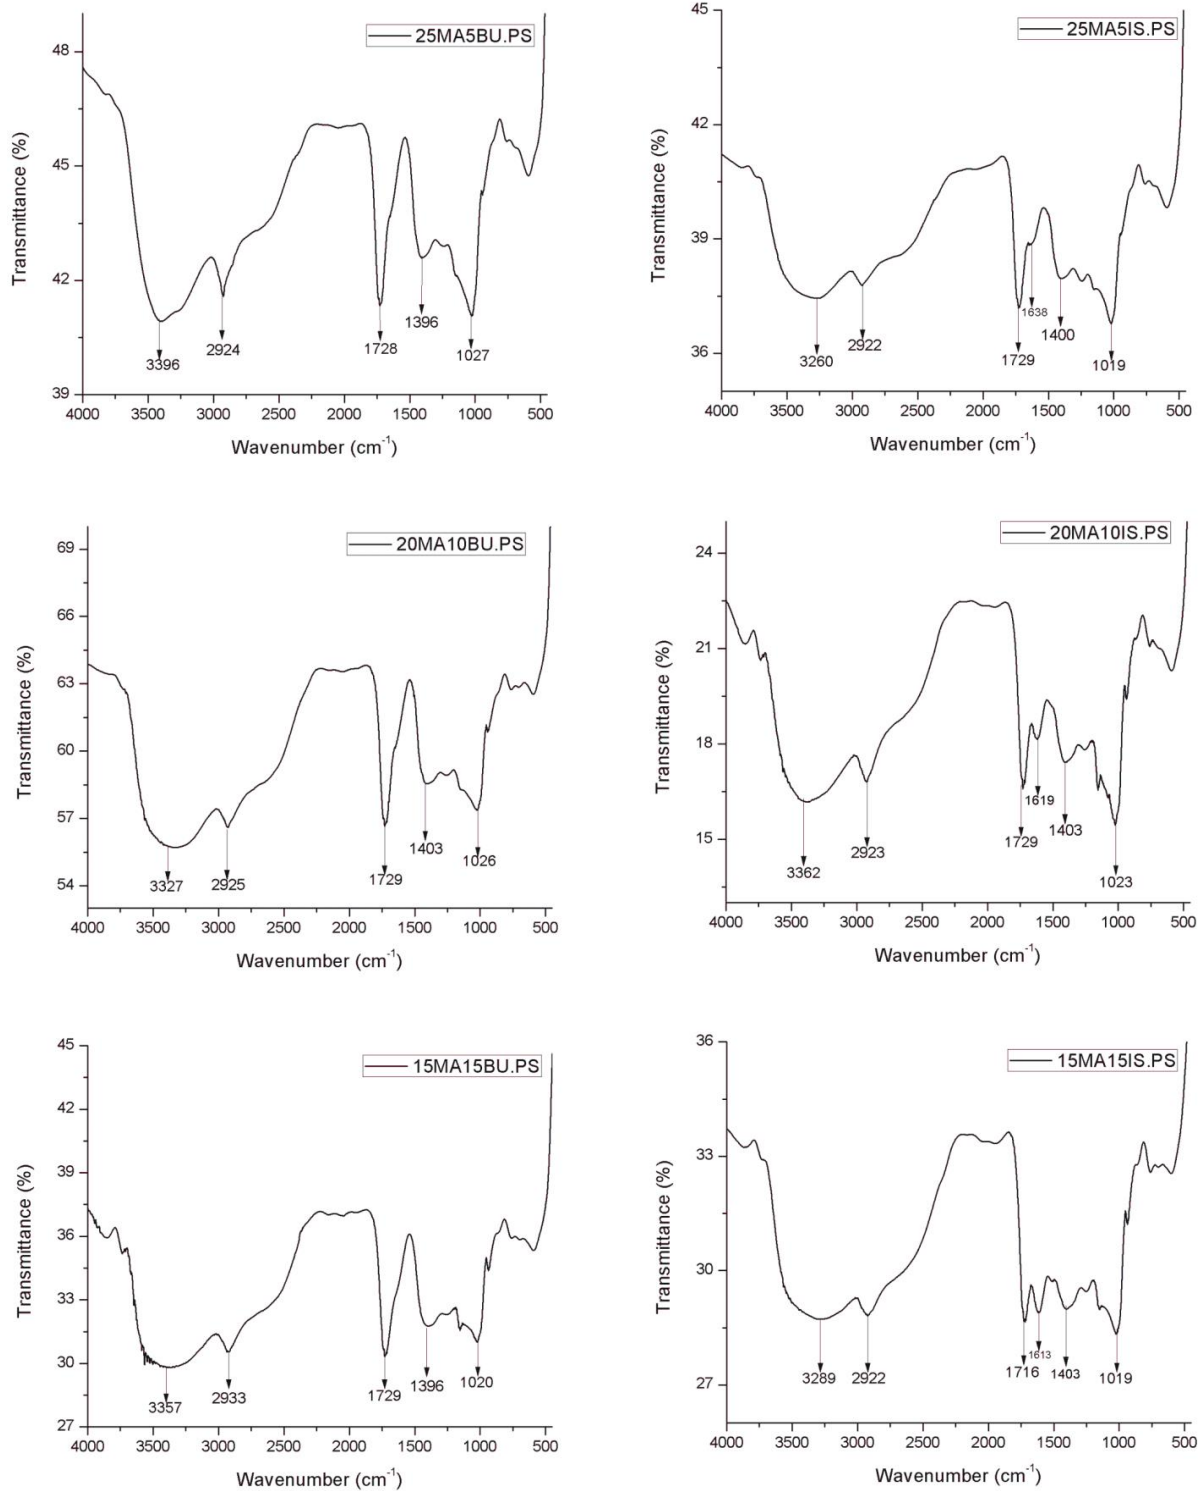 25MA5BU.PS
48
45
42
39
Transmittance (%)
3396
2924
1728
1396
1027
4000 3500 3000 2500 2000 1500 1000 500
Wavenumber (cm⁻¹)
25MA5IS.PS
45
42
39
36
Transmittance (%)
3260
2922
1729
1638
1400
1019
4000 3500 3000 2500 2000 1500 1000 500
Wavenumber (cm⁻¹)
20MA10BU.PS
69
66
63
60
57
54
Transmittance (%)
3327
2925
1729
1403
1026
4000 3500 3000 2500 2000 1500 1000 500
Wavenumber (cm⁻¹)
20MA10IS.PS
24
21
18
15
Transmittance (%)
3362
2923
1729
1619
1403
1023
4000 3500 3000 2500 2000 1500 1000 500
Wavenumber (cm⁻¹)
15MA15BU.PS
45
42
39
36
33
30
27
Transmittance (%)
3357
2933
1729
1396
1020
4000 3500 3000 2500 2000 1500 1000 500
Wavenumber (cm⁻¹)
15MA15IS.PS
36
33
30
27
Transmittance (%)
3289
2922
1716
1613
1403
1019
4000 3500 3000 2500 2000 1500 1000 500
Wavenumber (cm⁻¹)